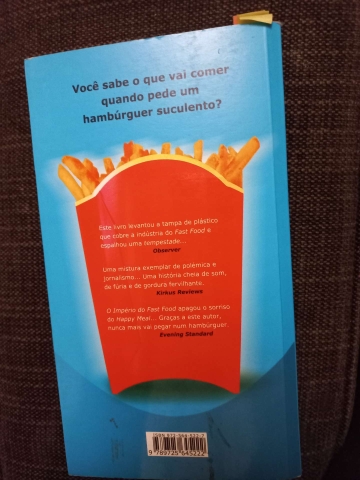 Você sabe o que vai comer
quando pede um
hambúrguer suculento?
Este livro levantou a tampa de plástico
que cobre a indústria do Fast Food e
espalhou uma tempestade...
Observer
Uma mistura exemplar de polémica e
jornalismo... Uma história cheia de som,
de fúria e de gordura fervilhante.
Kirkus Reviews
O Império do Fast Food apagou o sorriso
do Happy Meal... Graças a este autor,
nunca mais vai pegar num hambúrguer.
Evening Standard